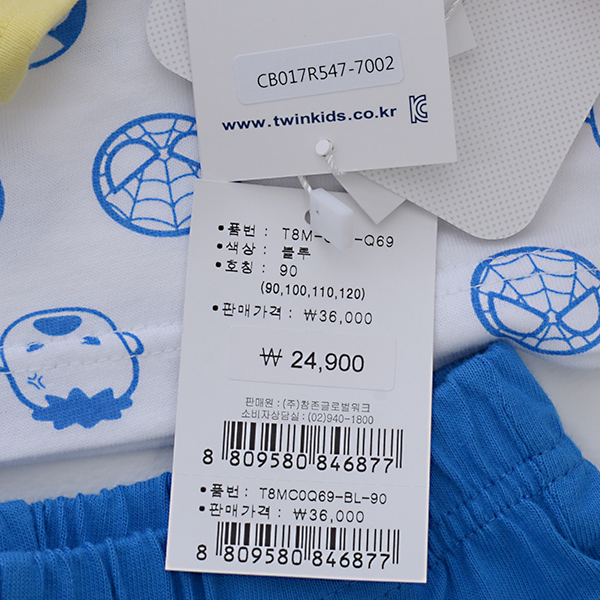 CB017R547-7002
www.twinkids.co.kr
• 품번 : T8M- -Q69
• 색상 : 블루
• 호칭 : 90
(90,100,110,120)
• 판매가격 : ₩36,000
₩ 24,900
판매원 : (주)창존글로벌워크
소비자상담실: (02)940-1800
8 809580 846877
• 품번 : T8MC0Q69-BL-90
• 판매가격 : ₩36,000
8 809580 846877